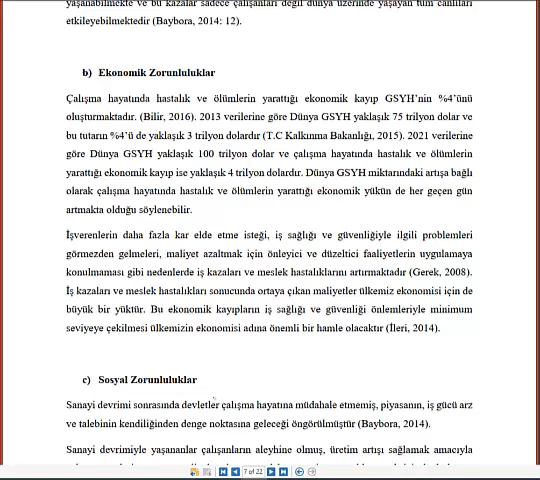 yaşanabilmekte ve bu kazalar sadece çalışanları değil dünya üzerinde yaşayan tüm canlıları
etkileyebilmektedir (Baybora, 2014: 12).
b) Ekonomik Zorunluluklar
Çalışma hayatında hastalık ve ölümlerin yarattığı ekonomik kayıp GSYH’nin %4’ünü
oluşturmaktadır. (Bilir, 2016). 2013 verilerine göre Dünya GSYH yaklaşık 75 trilyon dolar ve
bu tutarın %4’ü de yaklaşık 3 trilyon dolardır (T.C Kalkınma Bakanlığı, 2015). 2021 verilerine
göre Dünya GSYH yaklaşık 100 trilyon dolar ve çalışma hayatında hastalık ve ölümlerin
yarattığı ekonomik kayıp ise yaklaşık 4 trilyon dolardır. Dünya GSYH miktarındaki artışa bağlı
olarak çalışma hayatında hastalık ve ölümlerin yarattığı ekonomik yükün de her geçen gün
artmakta olduğu söylenebilir.
İşverenlerin daha fazla kar elde etme isteği, iş sağlığı ve güvenliğiyle ilgili problemleri
görmezden gelmeleri, maliyet azaltmak için önleyici ve düzeltici faaliyetlerin uygulamaya
konulmaması gibi nedenlerde iş kazaları ve meslek hastalıklarını artırmaktadır (Gerek, 2008).
İş kazaları ve meslek hastalıkları sonucunda ortaya çıkan maliyetler ülkemiz ekonomisi için de
büyük bir yüktür. Bu ekonomik kayıpların iş sağlığı ve güvenliği önlemleriyle minimum
seviyeye çekilmesi ülkemizin ekonomisi adına önemli bir hamle olacaktır (İleri, 2014).
c) Sosyal Zorunluluklar
Sanayi devrimi sonrasında devletler çalışma hayatına müdahale etmemiş, piyasanın, iş gücü arz
ve talebinin kendiliğinden denge noktasına geleceği öngörülmüştür (Baybora, 2014).
Sanayi devrimiyle yaşananlar çalışanların aleyhine olmuş, üretim artışı sağlamak amacıyla
7 of 22